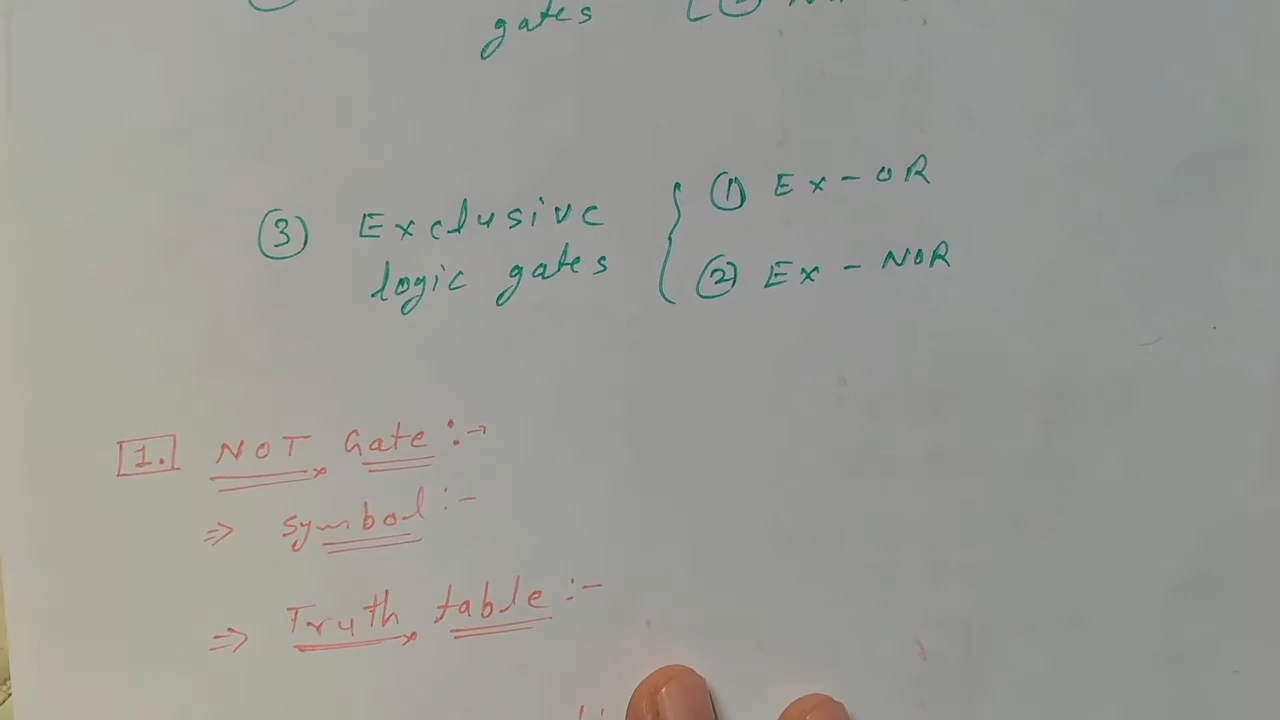 gates
③ Exclusive
logic gates
① Ex - OR
② Ex - NOR
1. NOT Gate :-
⇒ Symbol :-
⇒ Truth table :-